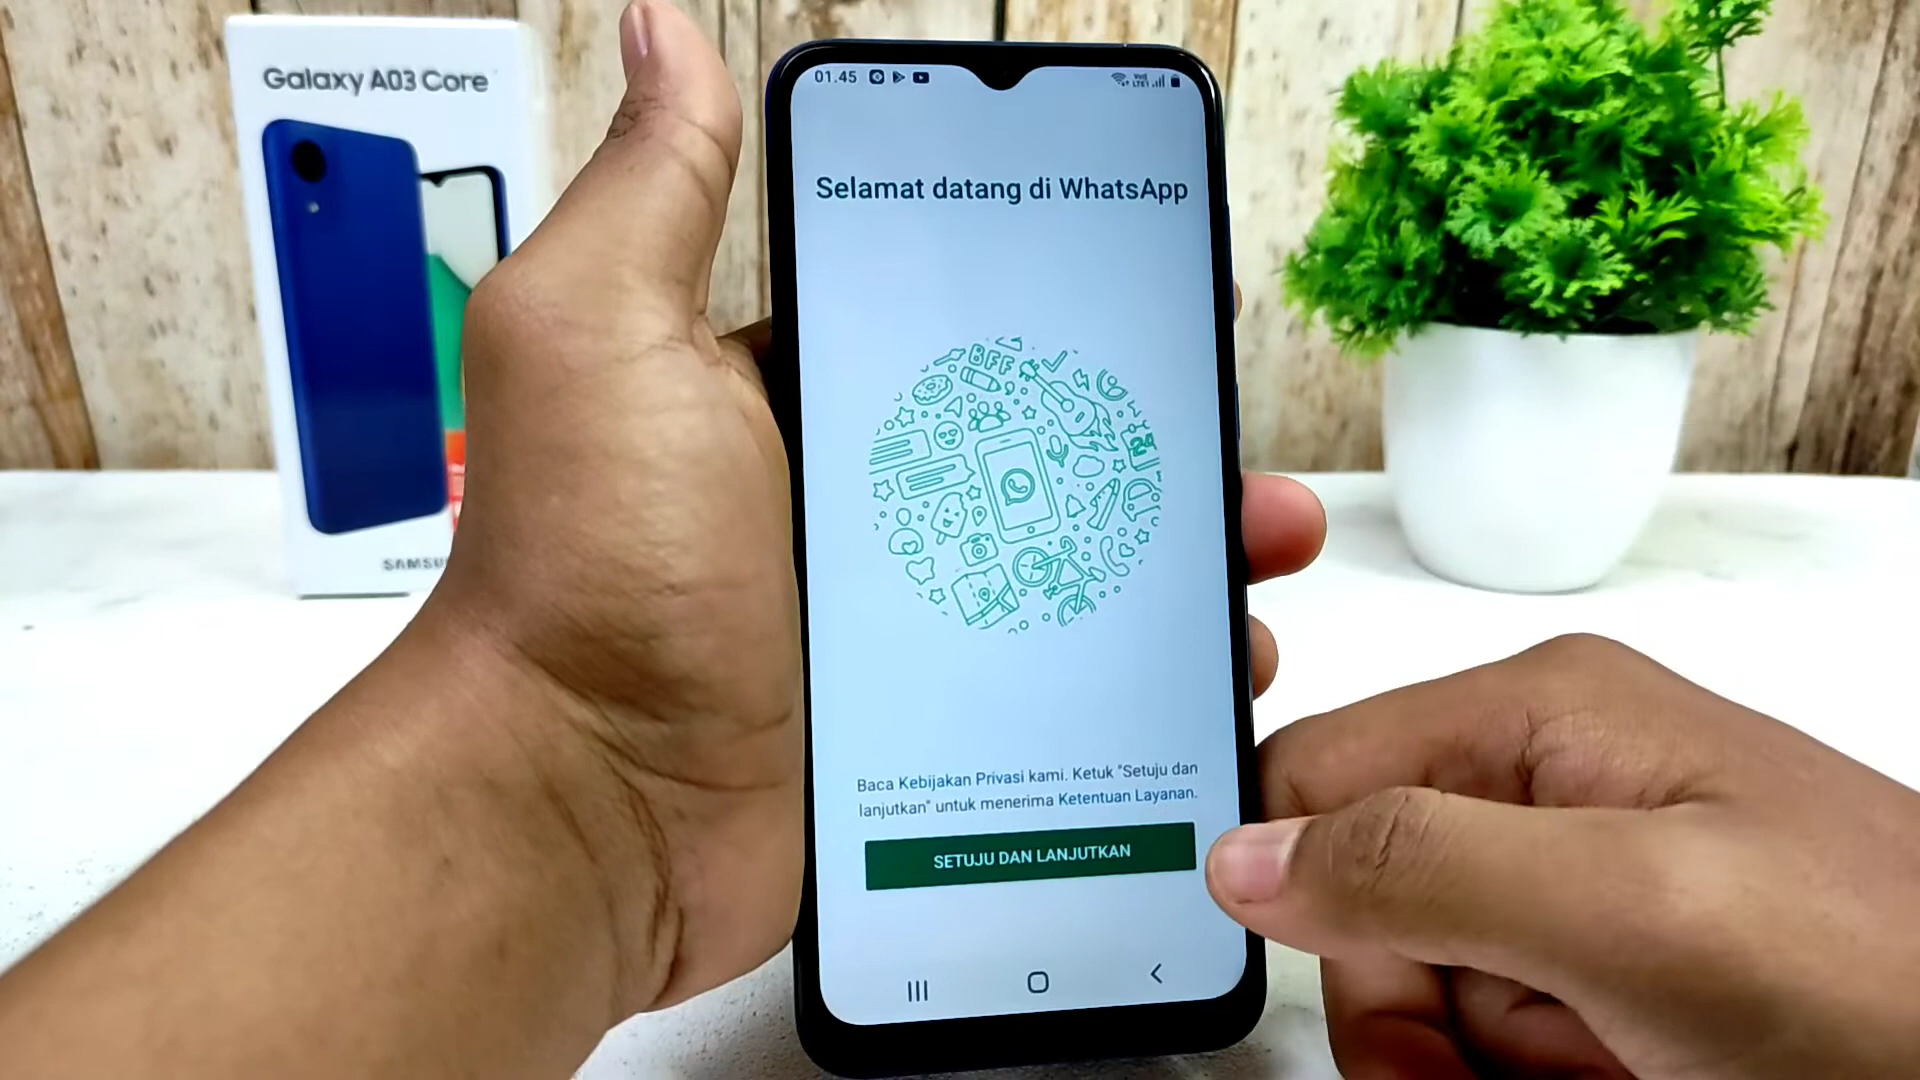 Galaxy A03 Core
01.45
Selamat datang di WhatsApp
BFF
24
Baca Kebijakan Privasi kami. Ketuk "Setuju dan
lanjutkan" untuk menerima Ketentuan Layanan.
SETUJU DAN LANJUTKAN